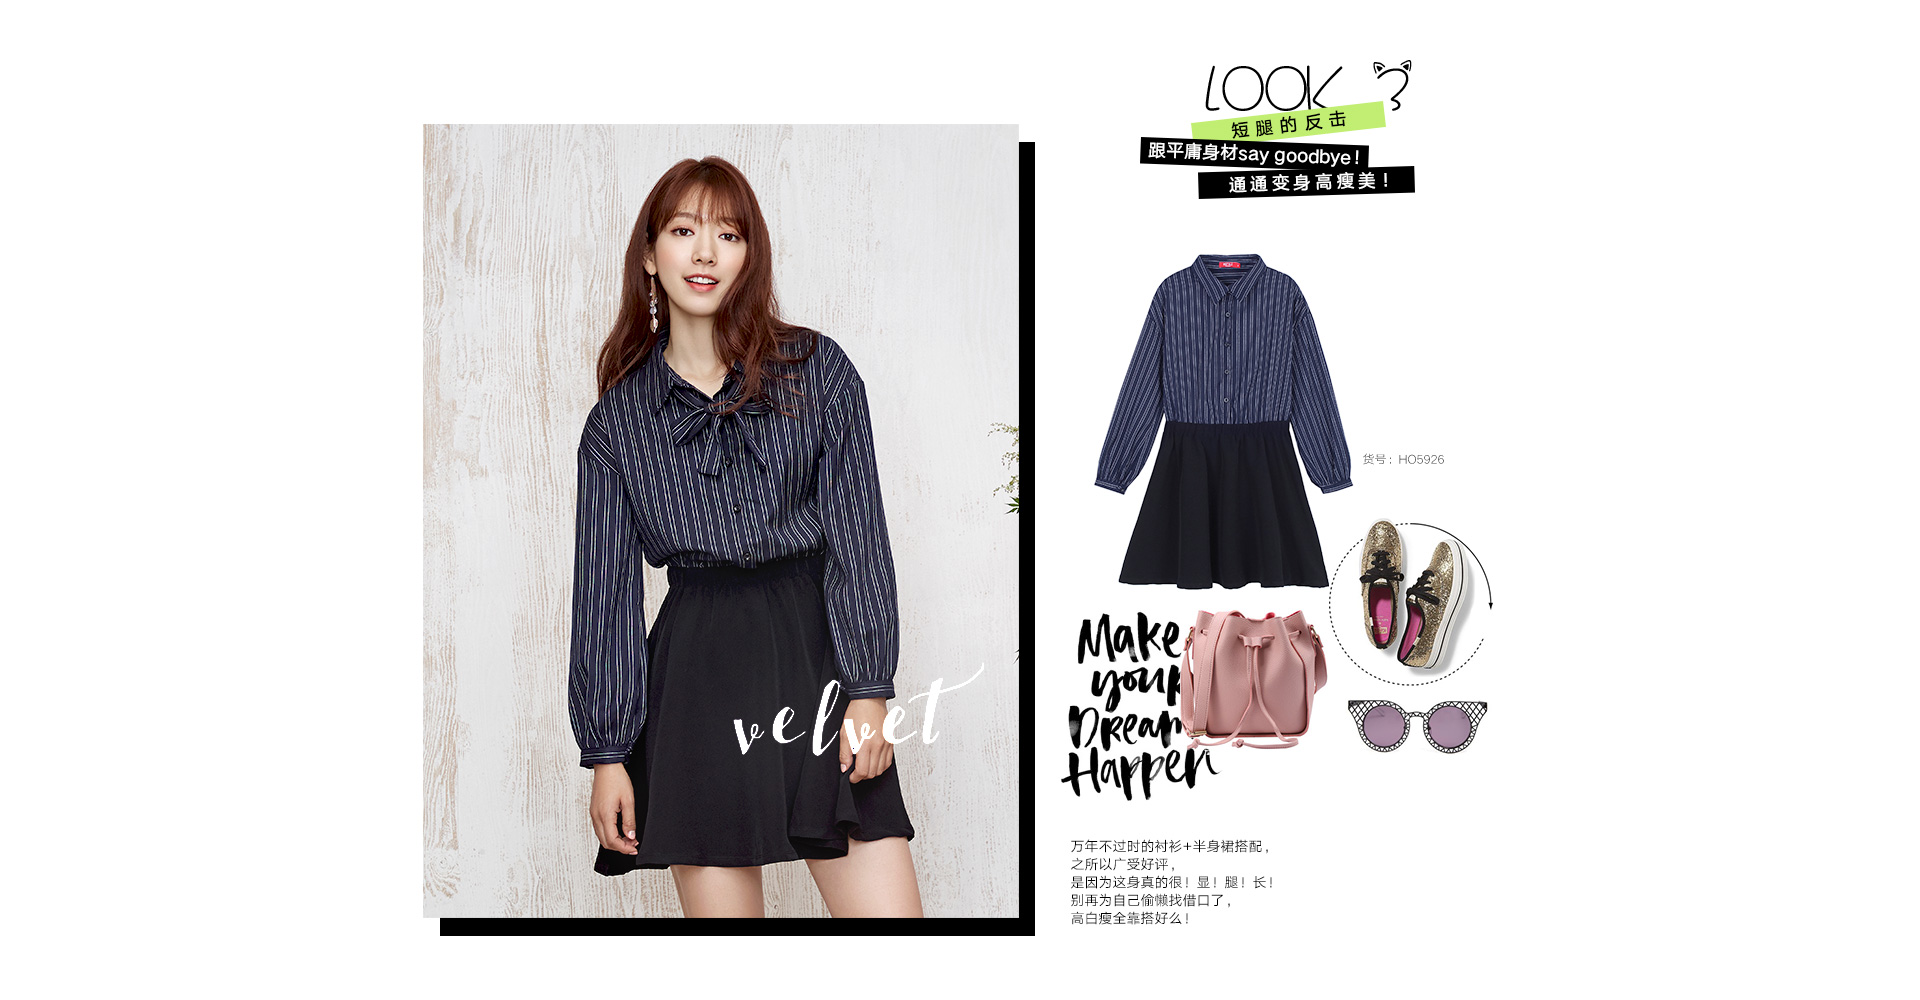 LOOK 3
短腿的反击
跟平庸身材say goodbye!
通通变身高瘦美!
货号: HO5926
velvet
Make
your
Dream
Happen
万年不过时的衬衫+半身裙搭配,
之所以广受好评,
是因为这身真的很! 显! 腿! 长!
别再为自己偷懒找借口了,
高白瘦全靠搭好么!